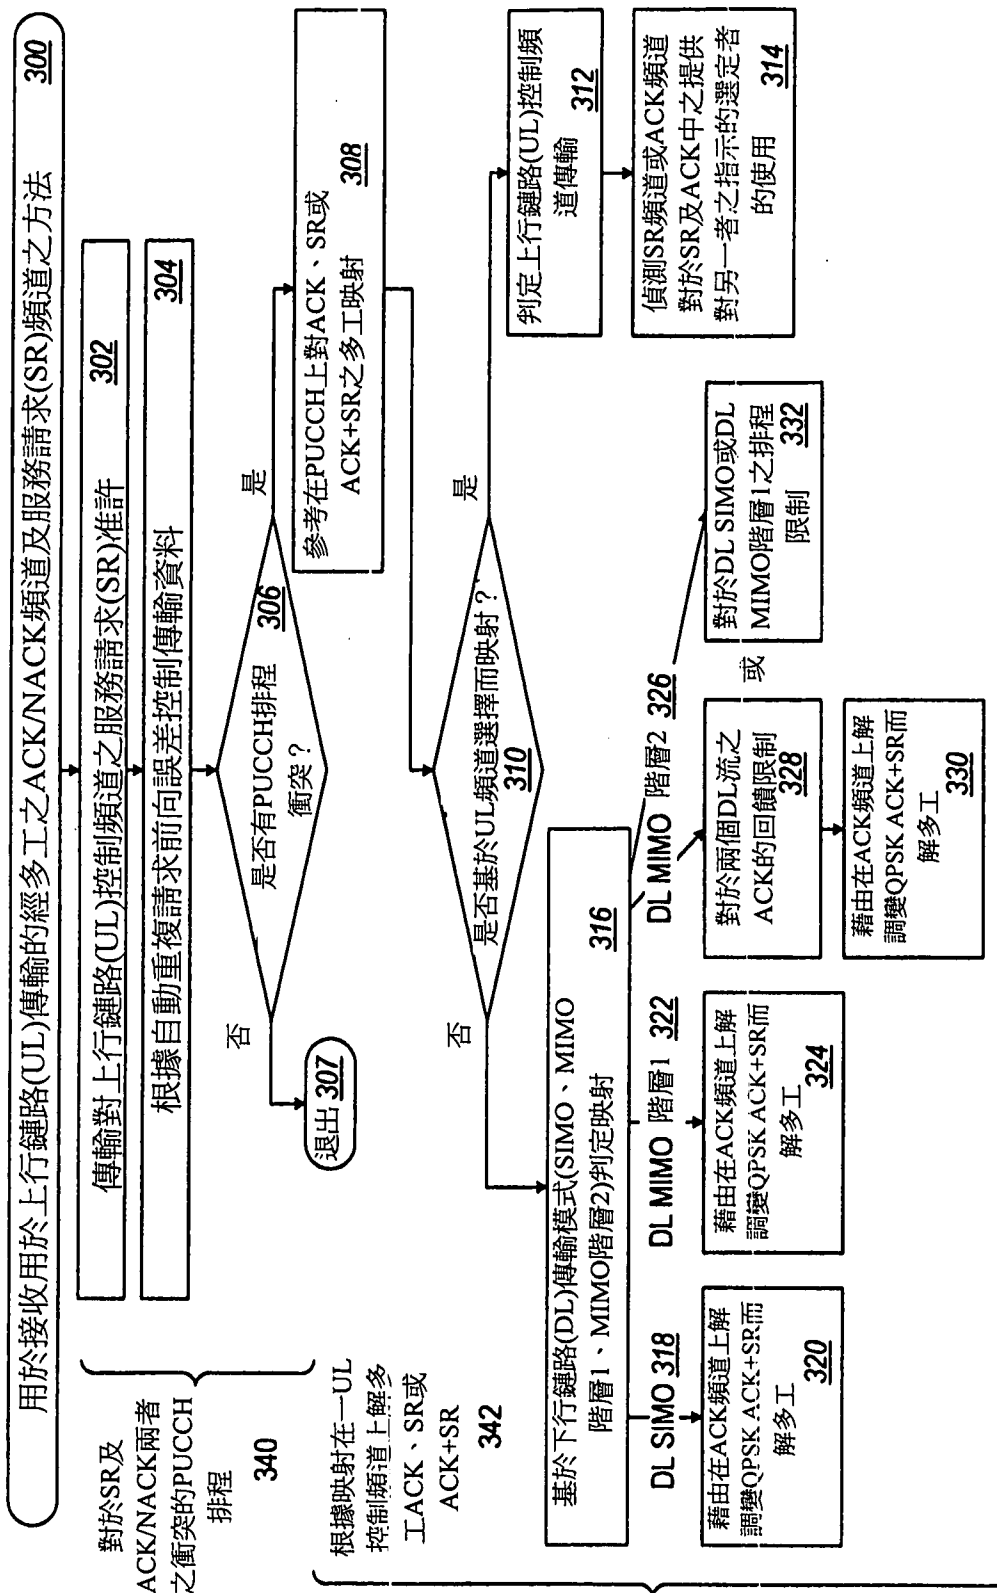 用於接收用於上行鏈路(UL)傳輸的經多工之ACK/NACK頻道及服務請求(SR)頻道之方法 300
傳輸對上行鏈路(UL)控制頻道之服務請求(SR)准許 302
根據自動重複請求前向誤差控制傳輸資料 304
是否有PUCCH排程
衝突？
306
否
是
退出 307
參考在PUCCH上對ACK、SR或
ACK+SR之多工映射 308
對於SR及
ACK/NACK兩者
之衝突的PUCCH
排程
340
是否基於UL頻道選擇而映射？
310
否
是
判定上行鏈路(UL)控制頻
道傳輸 312
偵測SR頻道或ACK頻道
對於SR及ACK中之提供
對另一者之指示的選定者
的使用 314
根據映射在一UL
控制頻道上解多
工ACK、SR或
ACK+SR
342
基於下行鏈路(DL)傳輸模式(SIMO、MIMO
階層1、MIMO階層2)判定映射 316
DL SIMO 318
DL MIMO 階層1 322
DL MIMO 階層2 326
藉由在ACK頻道上解
調變QPSK ACK+SR而
解多工 320
藉由在ACK頻道上解
調變QPSK ACK+SR而
解多工 324
對於兩個DL流之
ACK的回饋限制
328
或
對於DL SIMO或DL
MIMO階層1之排程
限制 332
藉由在ACK頻道上解
調變QPSK ACK+SR而
解多工 330